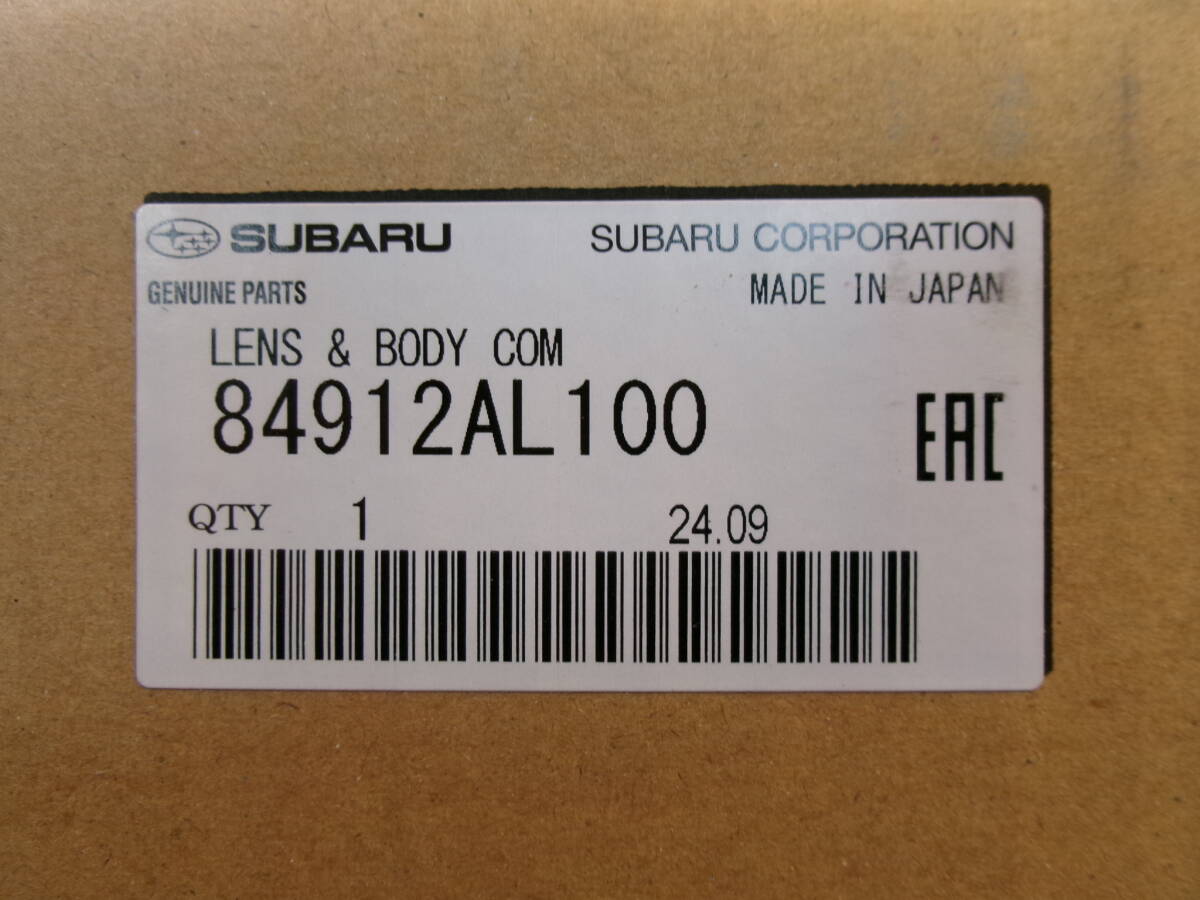 SUBARU SUBARU CORPORATION
GENUINE PARTS MADE IN JAPAN
LENS & BODY COM
84912AL100
EAC
QTY 1 24.09